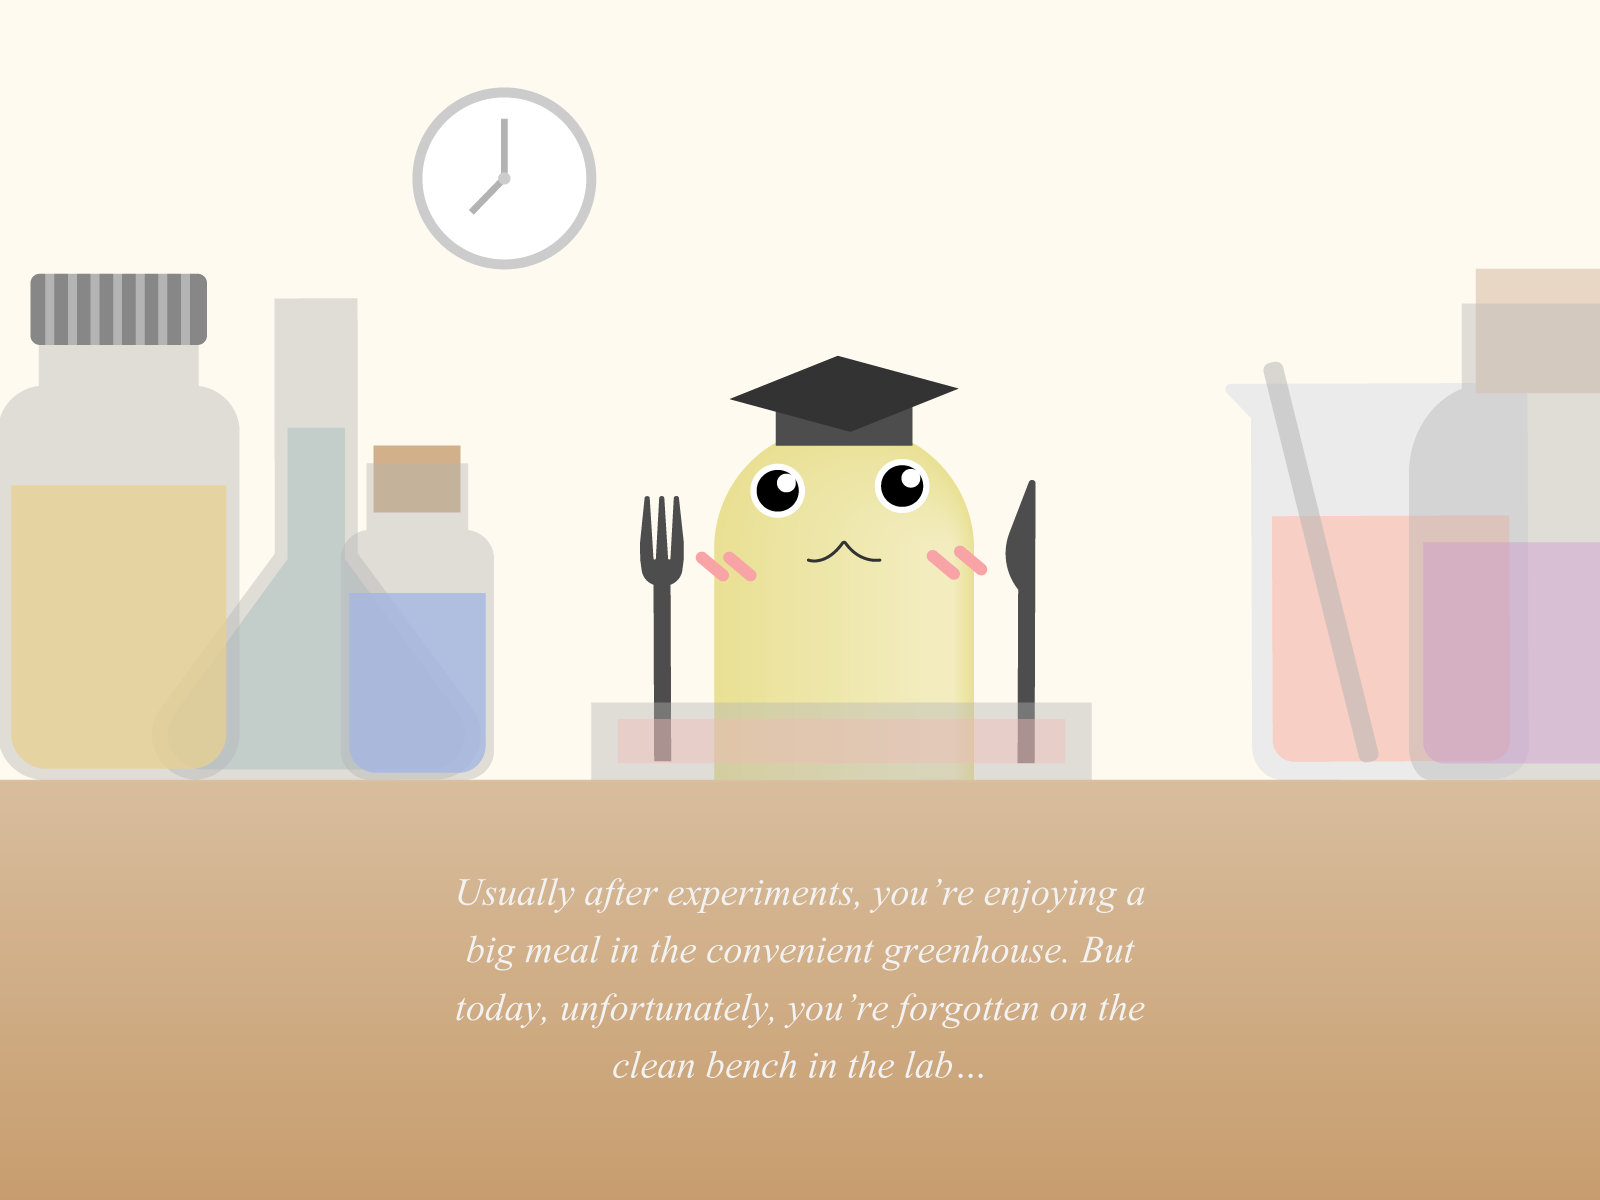 Usually after experiments, you’re enjoying a
big meal in the convenient greenhouse. But
today, unfortunately, you’re forgotten on the
clean bench in the lab…